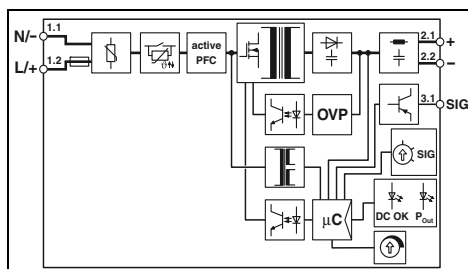 N/-
1.1
L/+
1.2
active
PFC
2.1
+
2.2
–
OVP
3.1
SIG
SIG
ϑ
µC
DC OK
P Out